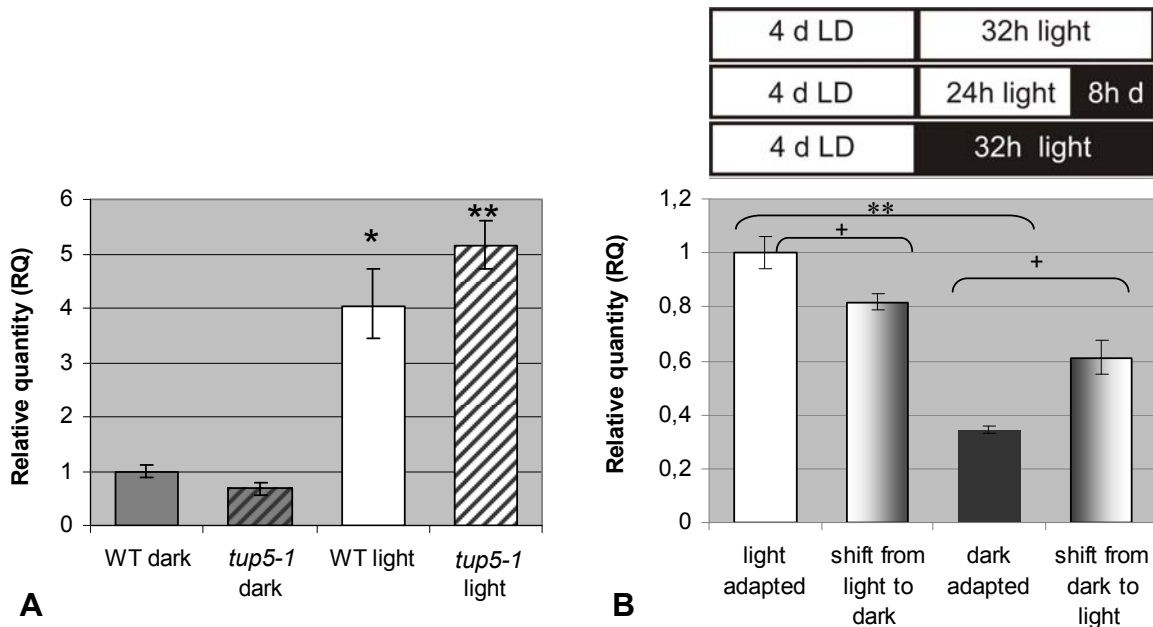 4 d LD 32h light
4 d LD 24h light 8h d
4 d LD 32h light
Relative quantity (RQ)
6
5
4
3
2
1
0
*
**
WT dark
tup5-1
dark
WT light
tup5-1
light
A
Relative quantity (RQ)
1,2
1
0,8
0,6
0,4
0,2
0
**
+
+
light
adapted
shift from
light to
dark
dark
adapted
shift from
dark to
light
B